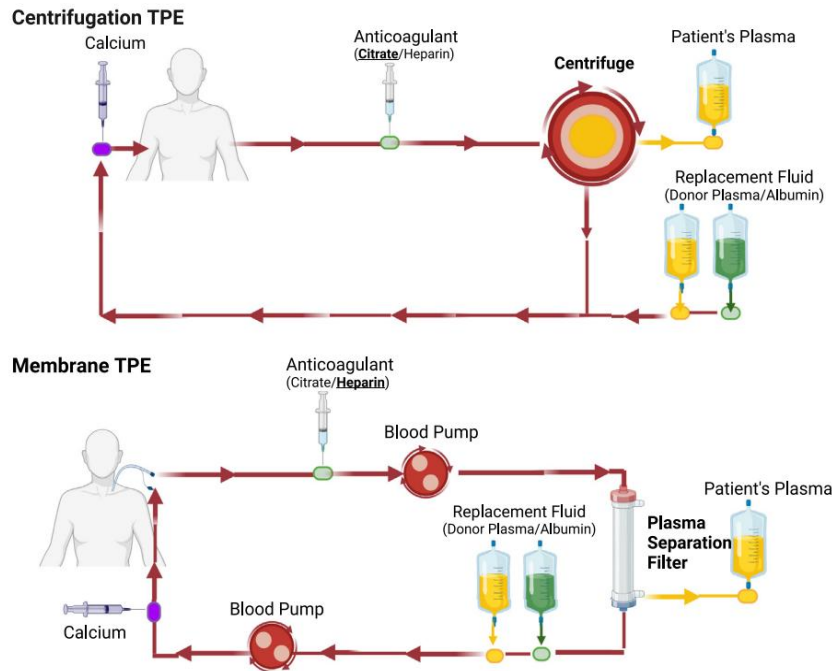 Centrifugation TPE
Calcium
Anticoagulant
(Citrate/Heparin)
Centrifuge
Patient's Plasma
Replacement Fluid
(Donor Plasma/Albumin)
Membrane TPE
Anticoagulant
(Citrate/Heparin)
Blood Pump
Replacement Fluid
(Donor Plasma/Albumin)
Plasma
Separation
Filter
Patient's Plasma
Calcium
Blood Pump